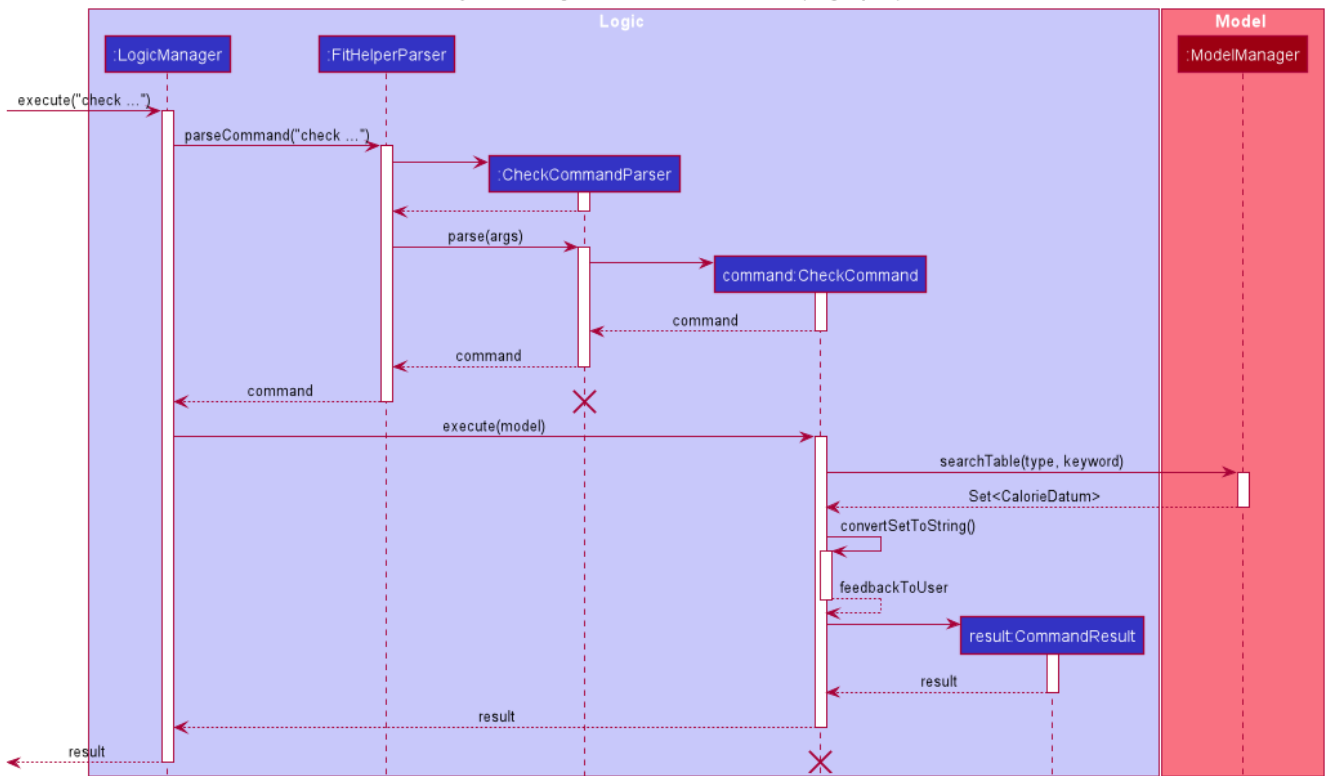 Logic
Model
:LogicManager
:FitHelperParser
:ModelManager
execute("check ...")
parseCommand("check ...")
:CheckCommandParser
parse(args)
command:CheckCommand
command
command
command
execute(model)
searchTable(type, keyword)
Set<CalorieDatum>
convertSetToString()
feedbackToUser
result:CommandResult
result
result
result